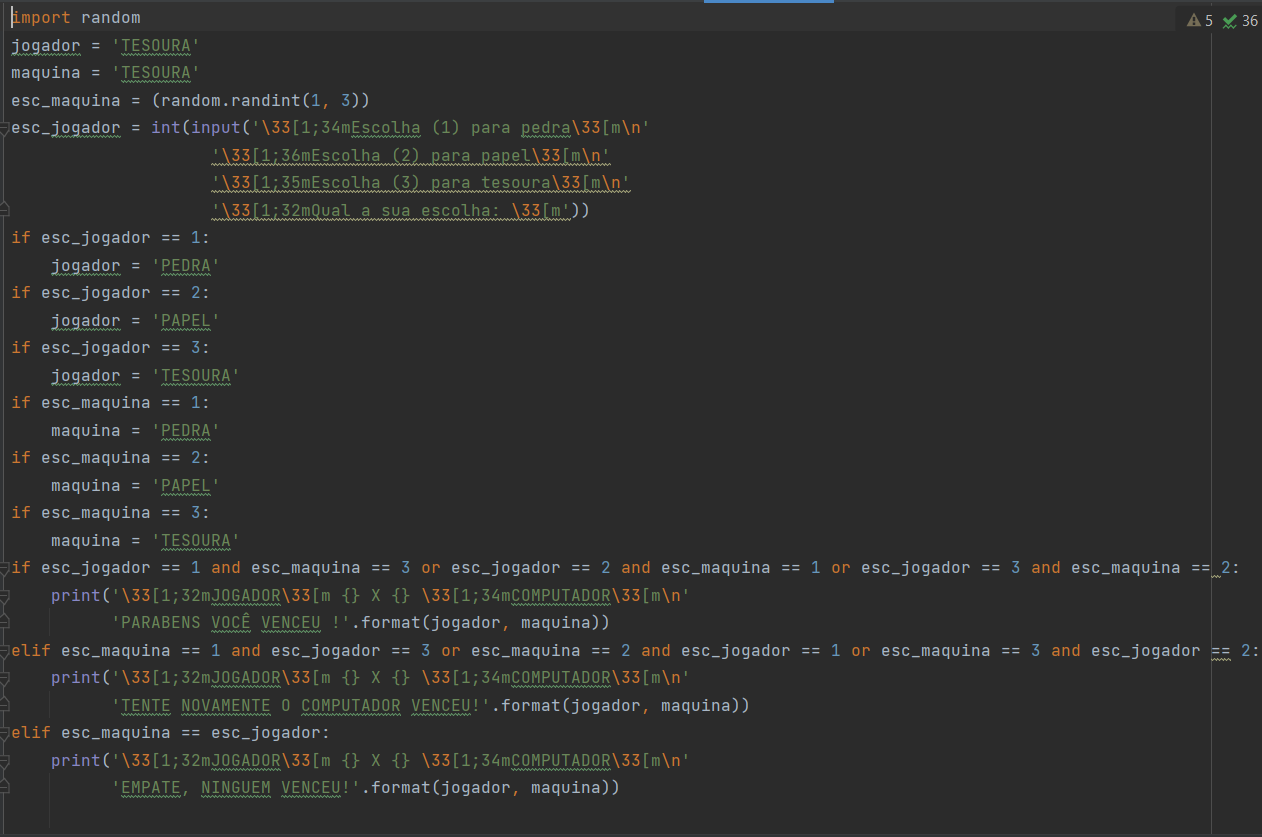 import random
5 36
jogador = 'TESOURA'
maquina = 'TESOURA'
esc_maquina = (random.randint(1, 3))
esc_jogador = int(input('\33[1;34mEscolha (1) para pedra\33[m\n'
                    '\33[1;36mEscolha (2) para papel\33[m\n'
                    '\33[1;35mEscolha (3) para tesoura\33[m\n'
                    '\33[1;32mQual a sua escolha: \33[m'))
if esc_jogador == 1:
    jogador = 'PEDRA'
if esc_jogador == 2:
    jogador = 'PAPEL'
if esc_jogador == 3:
    jogador = 'TESOURA'
if esc_maquina == 1:
    maquina = 'PEDRA'
if esc_maquina == 2:
    maquina = 'PAPEL'
if esc_maquina == 3:
    maquina = 'TESOURA'
if esc_jogador == 1 and esc_maquina == 3 or esc_jogador == 2 and esc_maquina == 1 or esc_jogador == 3 and esc_maquina == 2:
    print('\33[1;32mJOGADOR\33[m {} X {} \33[1;34mCOMPUTADOR\33[m\n'
          'PARABENS VOCÊ VENCEU !'.format(jogador, maquina))
elif esc_maquina == 1 and esc_jogador == 3 or esc_maquina == 2 and esc_jogador == 1 or esc_maquina == 3 and esc_jogador == 2:
    print('\33[1;32mJOGADOR\33[m {} X {} \33[1;34mCOMPUTADOR\33[m\n'
          'TENTE NOVAMENTE O COMPUTADOR VENCEU!'.format(jogador, maquina))
elif esc_maquina == esc_jogador:
    print('\33[1;32mJOGADOR\33[m {} X {} \33[1;34mCOMPUTADOR\33[m\n'
          'EMPATE, NINGUEM VENCEU!'.format(jogador, maquina))